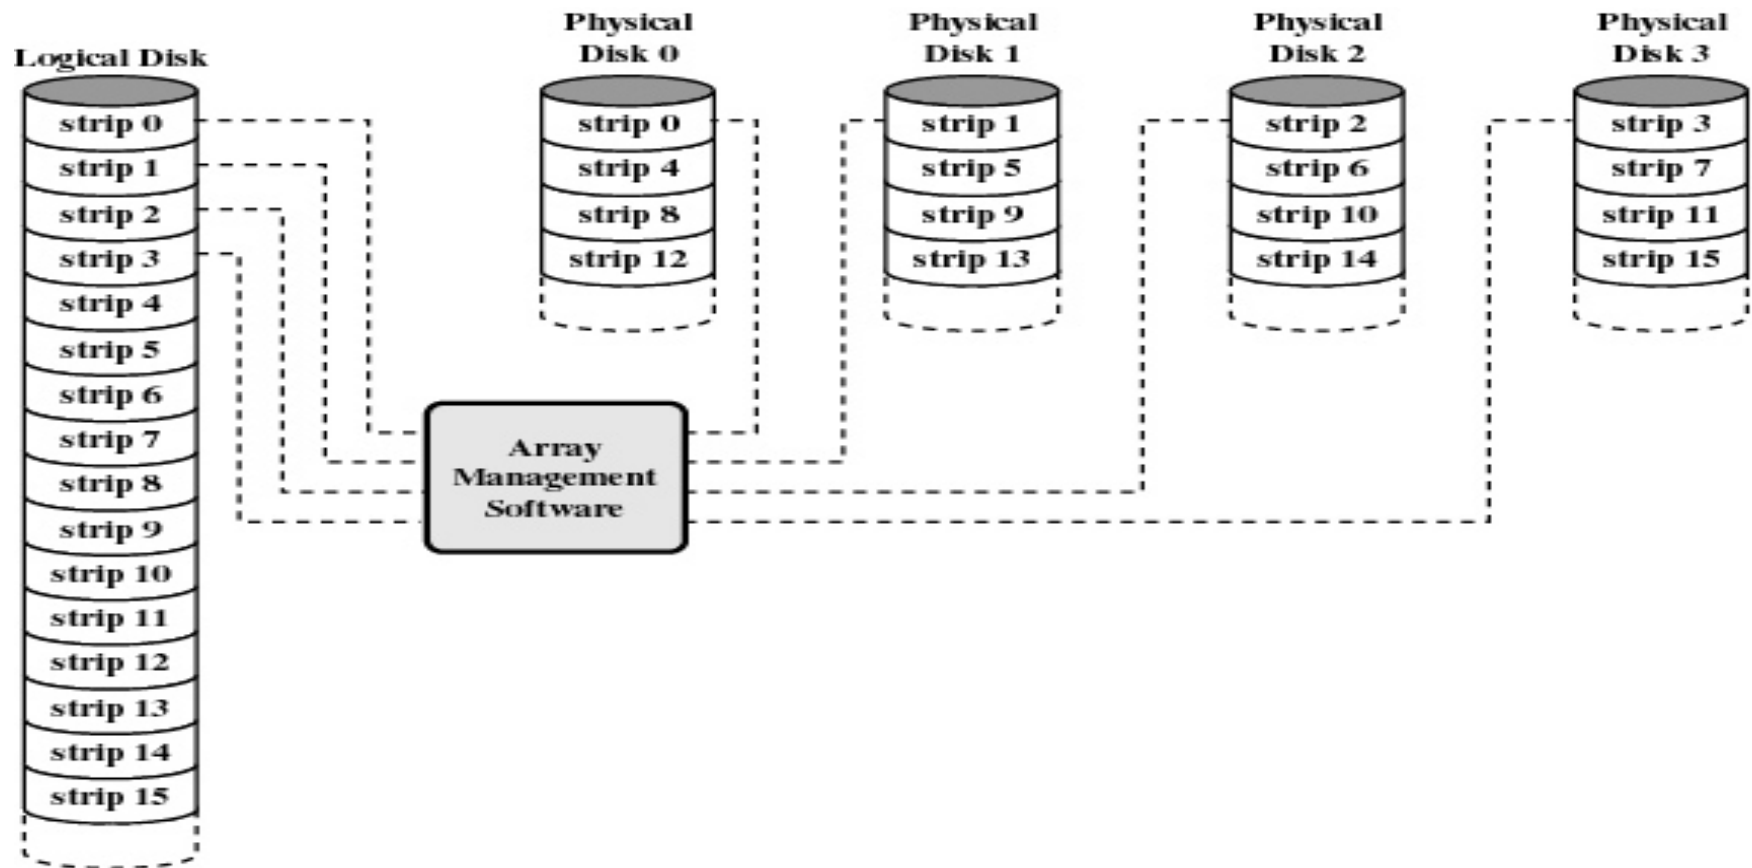 Logical Disk
strip 0
strip 1
strip 2
strip 3
strip 4
strip 5
strip 6
strip 7
strip 8
strip 9
strip 10
strip 11
strip 12
strip 13
strip 14
strip 15
Physical
Disk 0
strip 0
strip 4
strip 8
strip 12
Physical
Disk 1
strip 1
strip 5
strip 9
strip 13
Physical
Disk 2
strip 2
strip 6
strip 10
strip 14
Physical
Disk 3
strip 3
strip 7
strip 11
strip 15
Array
Management
Software